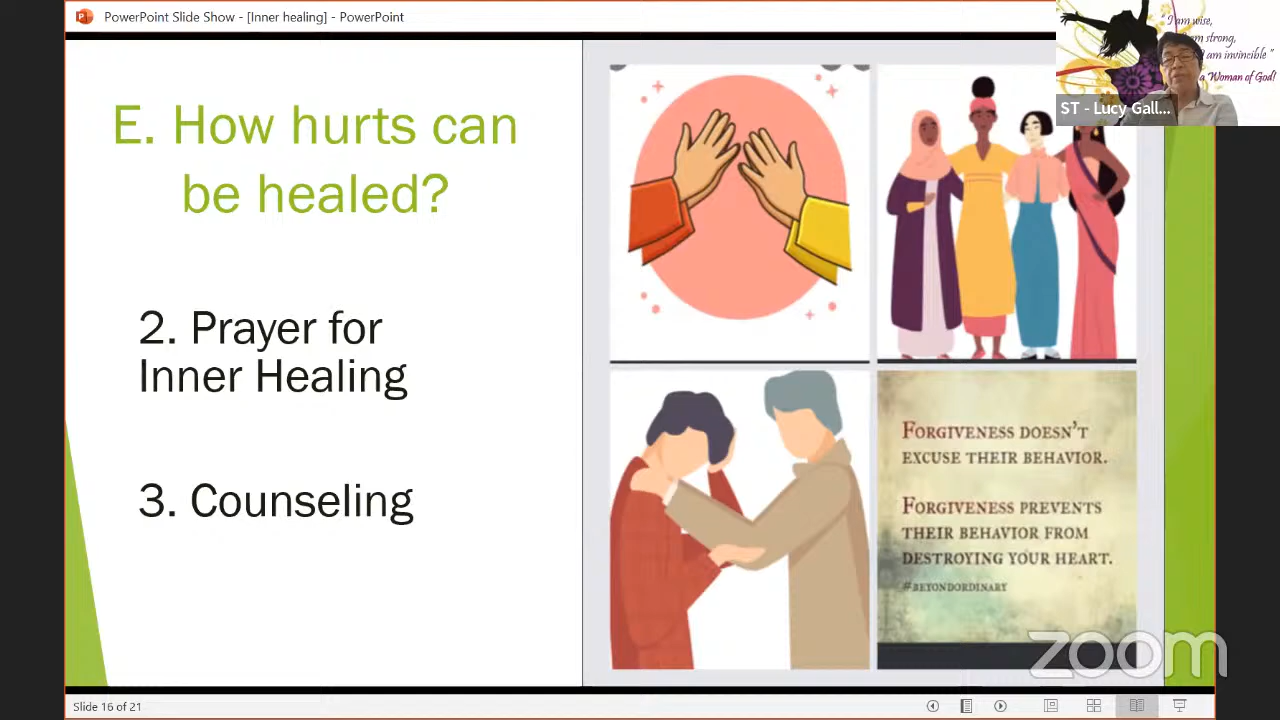 PowerPoint Slide Show - [Inner healing] - PowerPoint
"I am wise,
am strong,
I am invincible"
a Woman of God!
ST - Lucy Gall...
E. How hurts can
be healed?
2. Prayer for
Inner Healing
3. Counseling
FORGIVENESS DOESN'T
EXCUSE THEIR BEHAVIOR.
FORGIVENESS PREVENTS
THEIR BEHAVIOR FROM
DESTROYING YOUR HEART.
#BEYONDORDINARY
zoom
Slide 16 of 21